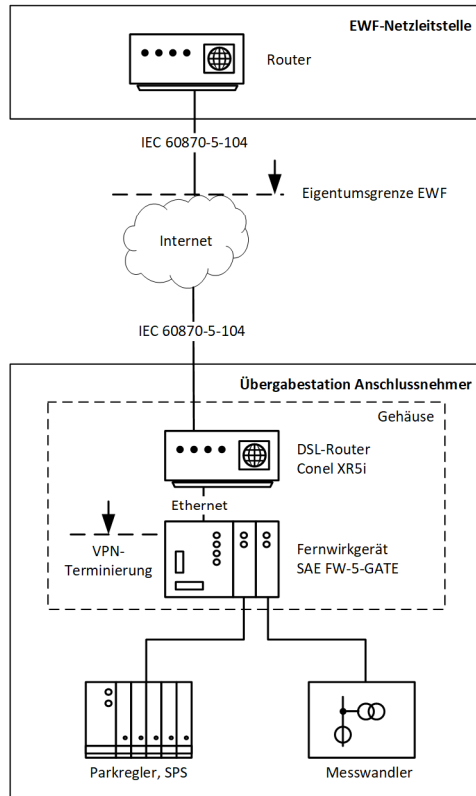 EWF-Netzleitstelle
Router
IEC 60870-5-104
Eigentumsgrenze EWF
Internet
IEC 60870-5-104
Übergabestation Anschlussnehmer
Gehäuse
DSL-Router
Conel XR5i
Ethernet
VPN-
Terminierung
Fernwirkgerät
SAE FW-5-GATE
Parkregler, SPS
Messwandler